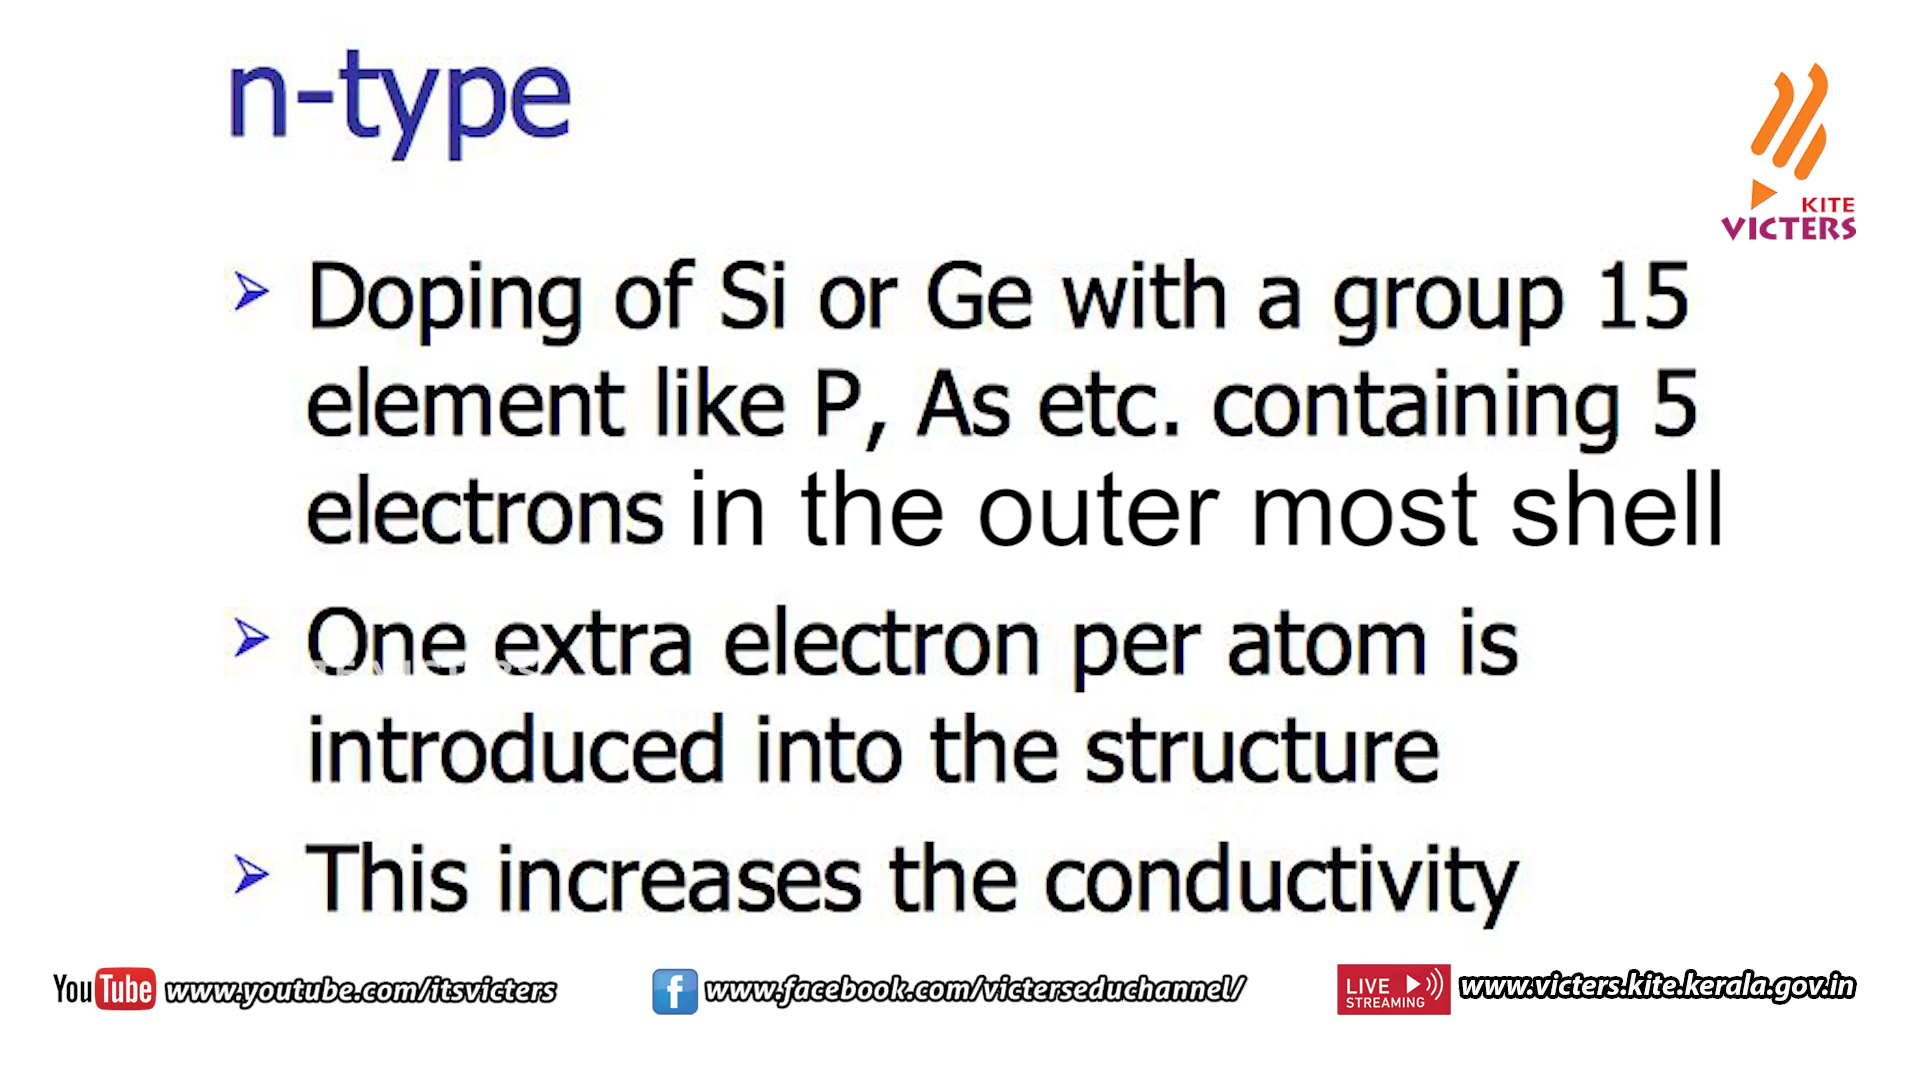 n-type
KITE
VICTERS
Doping of Si or Ge with a group 15
element like P, As etc. containing 5
electrons in the outer most shell
One extra electron per atom is
introduced into the structure
This increases the conductivity
YouTube www.youtube.com/itsvicters
f www.facebook.com/victerseduchannel/
LIVE
STREAMING
www.victers.kite.kerala.gov.in